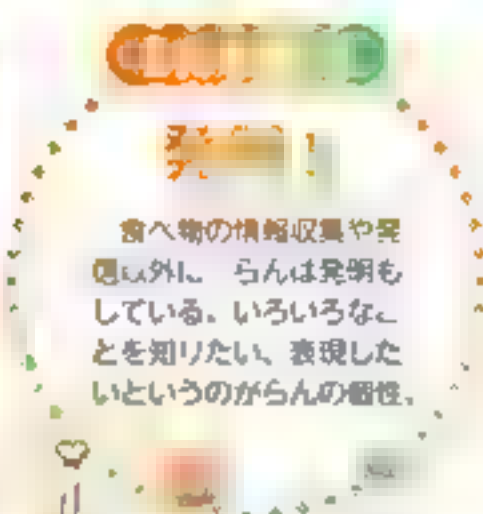 食べ物の情報収集や発
以外に、らんは発明も
している。いろいろなこ
とを知りたい、表現した
いというのがらんの個性。